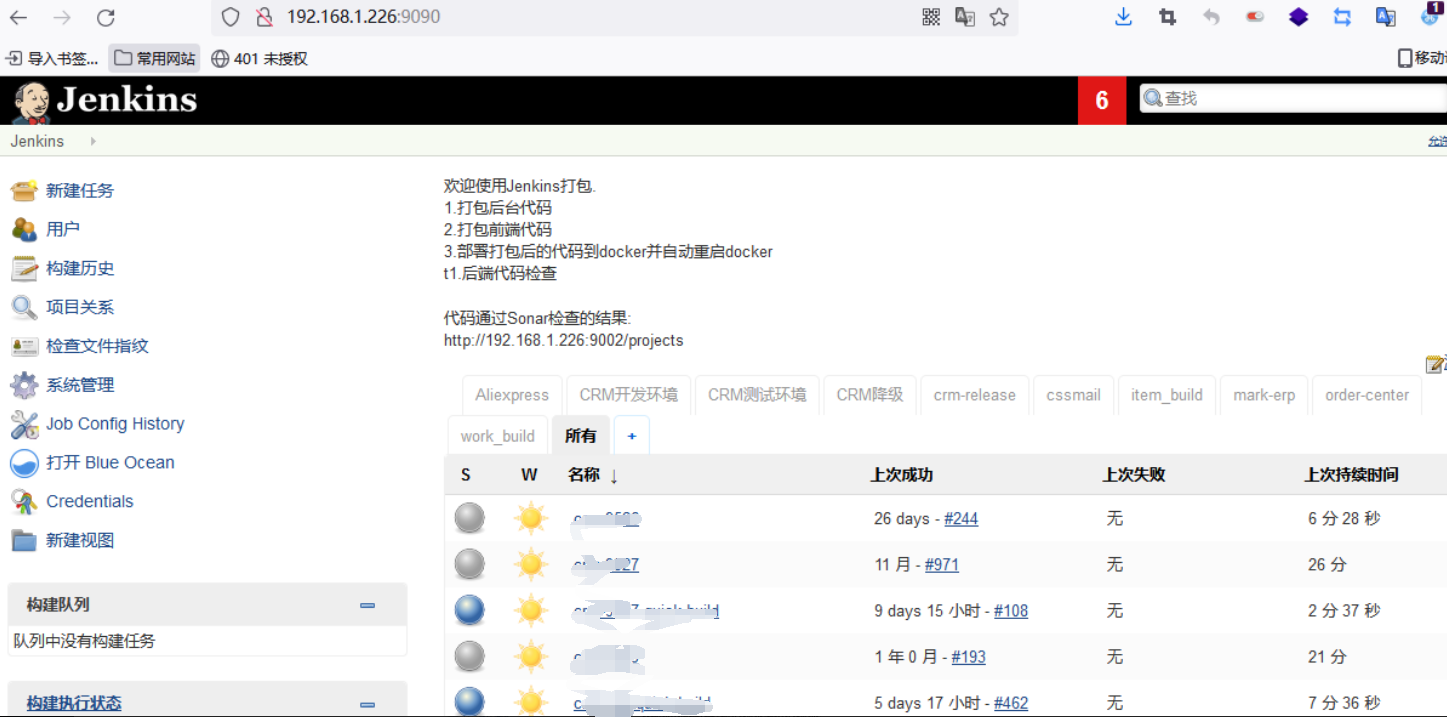 192.168.1.226:9090
1
导入书签... 常用网站 401 未授权 移动设
Jenkins 6 查找
Jenkins
新建任务
用户
构建历史
项目关系
检查文件指纹
系统管理
Job Config History
打开 Blue Ocean
Credentials
新建视图
构建队列
队列中没有构建任务
构建执行状态
欢迎使用Jenkins打包.
1.打包后台代码
2.打包前端代码
3.部署打包后的代码到docker并自动重启docker
t1.后端代码检查
代码通过Sonar检查的结果:
http://192.168.1.226:9002/projects
Aliexpress CRM开发环境 CRM测试环境 CRM降级 crm-release cssmail item_build mark-erp order-center
work_build 所有 +
S W 名称 ↓ 上次成功 上次失败 上次持续时间
26 days - #244 无 6 分 28 秒
11 月 - #971 无 26 分
9 days 15 小时 - #108 无 2 分 37 秒
1 年 0 月 - #193 无 21 分
5 days 17 小时 - #462 无 7 分 36 秒